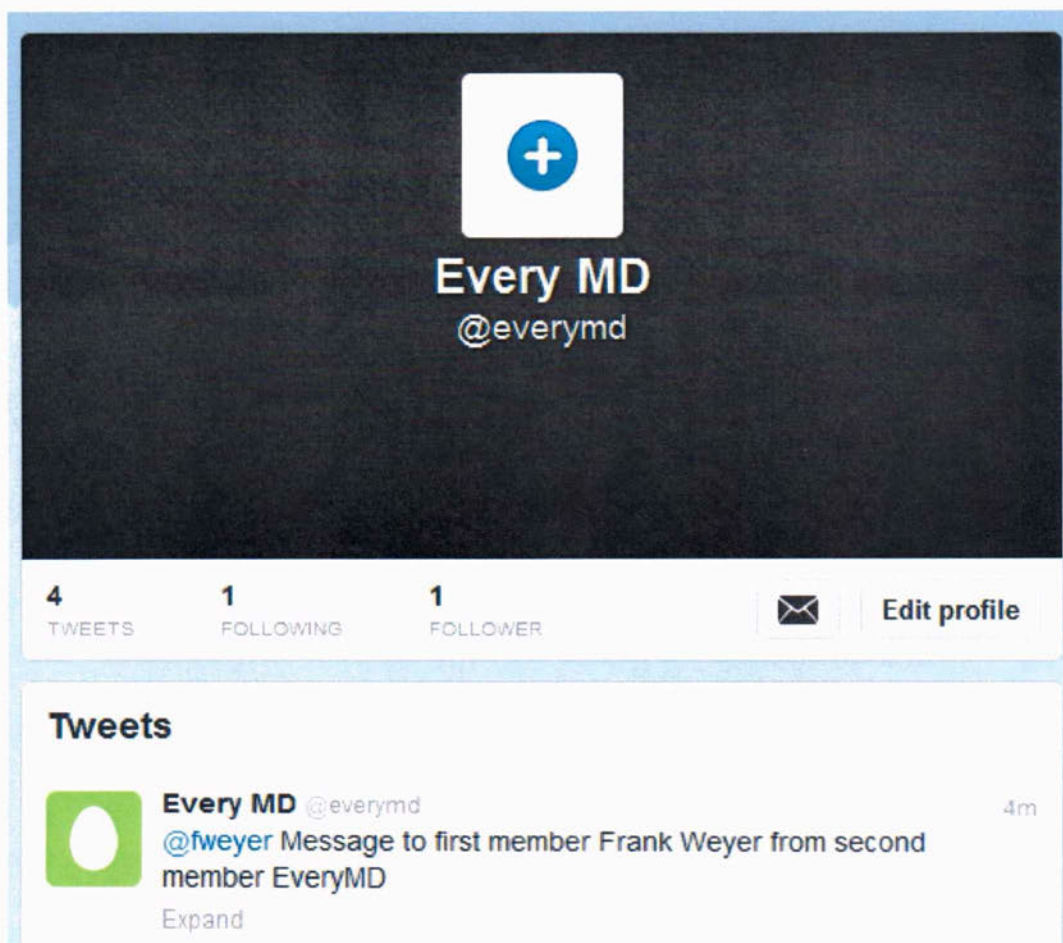 Every MD
@everymd
4 1 1
TWEETS FOLLOWING FOLLOWER Edit profile
Tweets
Every MD @everymd 4m
@fweyer Message to first member Frank Weyer from second
member EveryMD
Expand